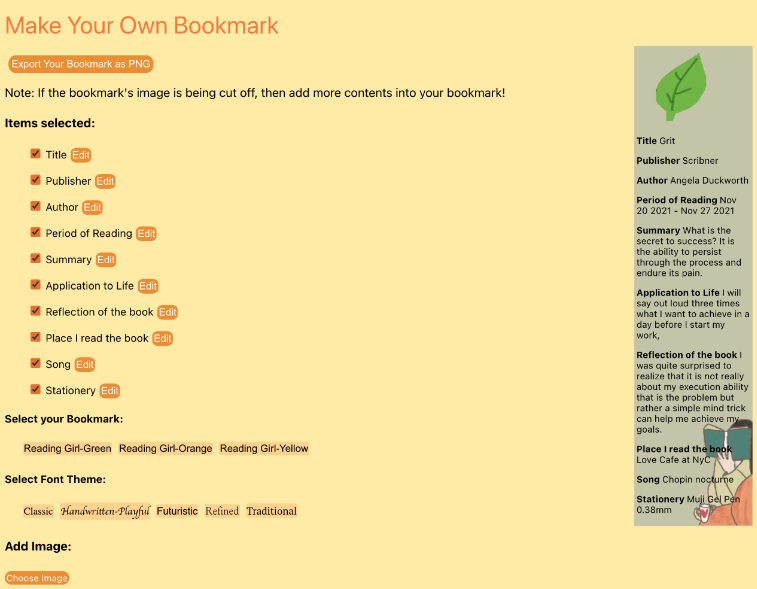 Make Your Own Bookmark
Export Your Bookmark as PNG
Note: If the bookmark's image is being cut off, then add more contents into your bookmark!
Items selected:
Title Edit
Publisher Edit
Author Edit
Period of Reading Edit
Summary Edit
Application to Life Edit
Reflection of the book Edit
Place I read the book Edit
Song Edit
Stationery Edit
Select your Bookmark:
Reading Girl-Green Reading Girl-Orange Reading Girl-Yellow
Select Font Theme:
Classic Handwritten-Playful Futuristic Refined Traditional
Add Image:
Choose Image
Title Grit
Publisher Scribner
Author Angela Duckworth
Period of Reading Nov
20 2021 - Nov 27 2021
Summary What is the
secret to success? It is
the ability to persist
through the process and
endure its pain.
Application to Life I will
say out loud three times
what I want to achieve in a
day before I start my
work,
Reflection of the book I
was quite surprised to
realize that it is not really
about my execution ability
that is the problem but
rather a simple mind trick
can help me achieve my
goals.
Place I read the book
Love Cafe at NyC
Song Chopin nocturne
Stationery Muji Gel Pen
0.38mm